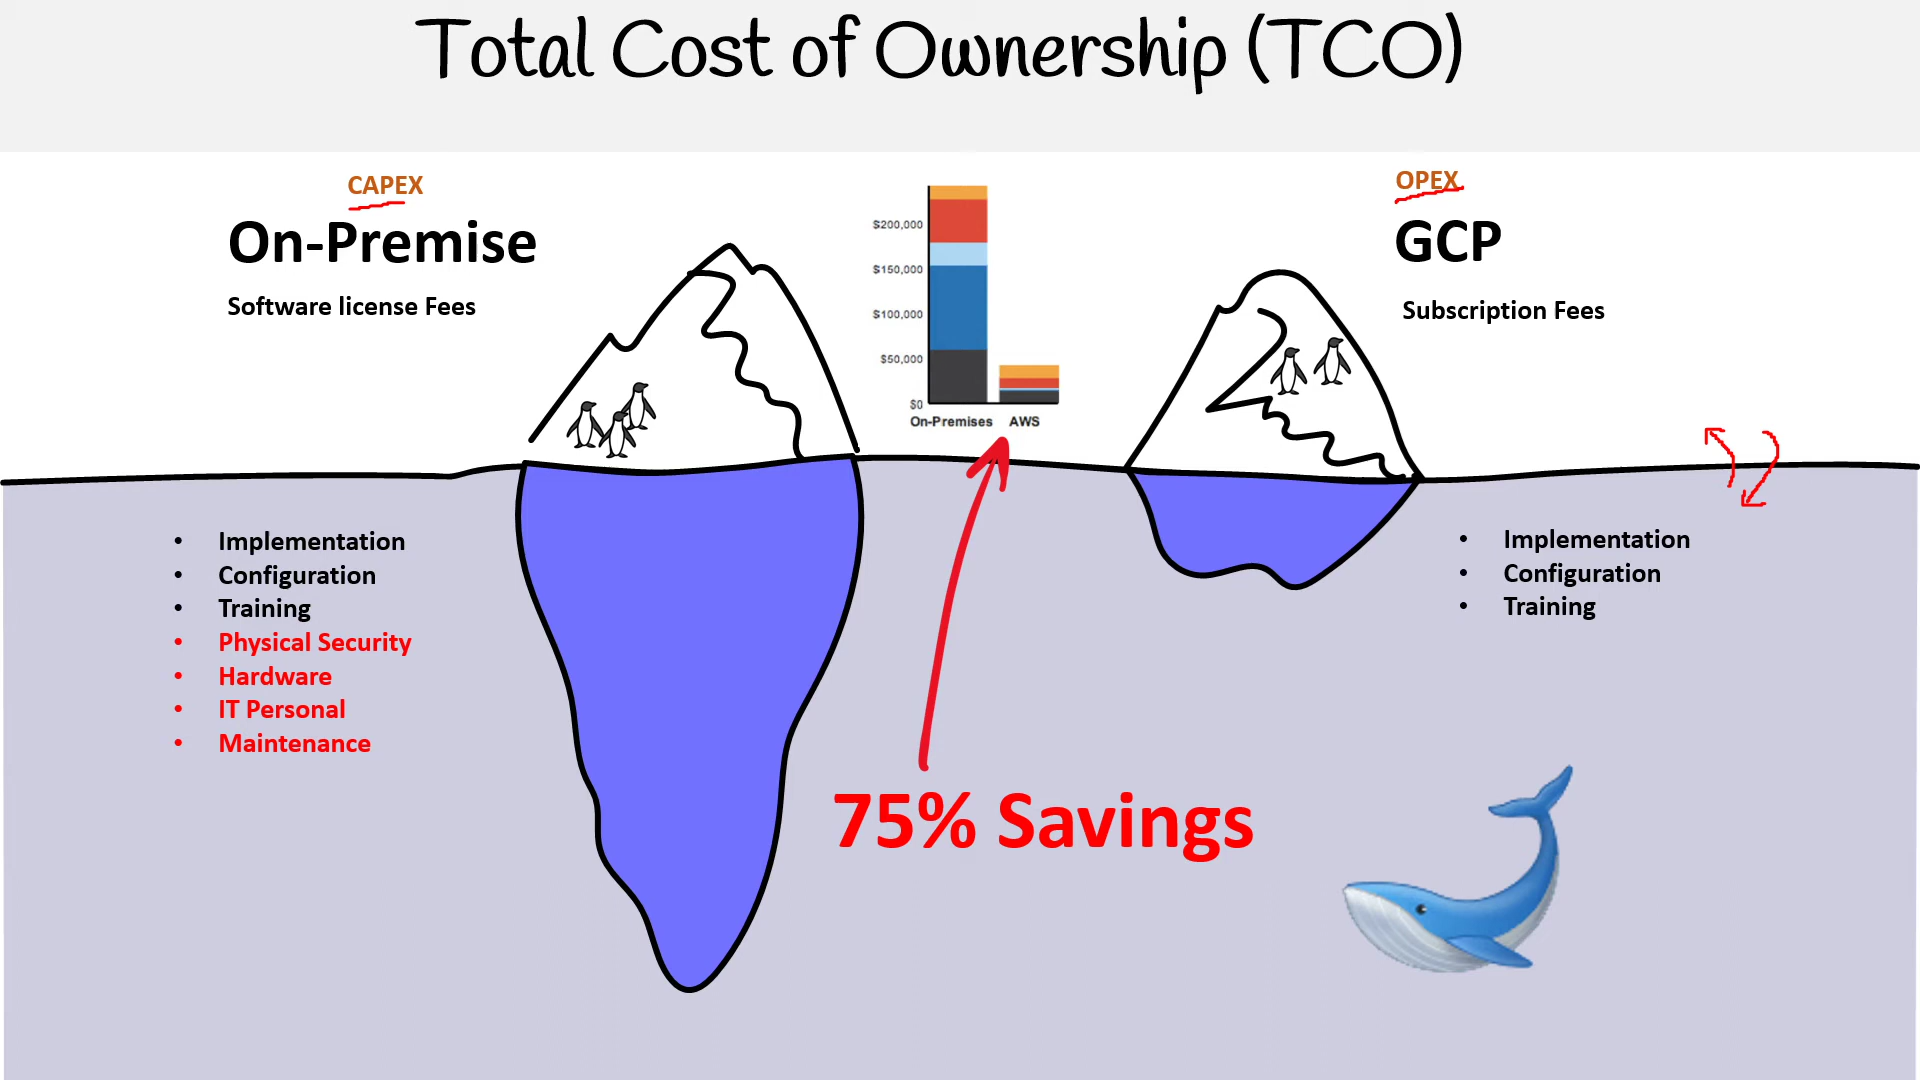 Total Cost of Ownership (TCO)
CAPEX
On-Premise
Software license Fees
$200,000
$150,000
$100,000
$50,000
$0
On-Premises AWS
OPEX
GCP
Subscription Fees
• Implementation
• Configuration
• Training
• Physical Security
• Hardware
• IT Personal
• Maintenance
75% Savings
• Implementation
• Configuration
• Training